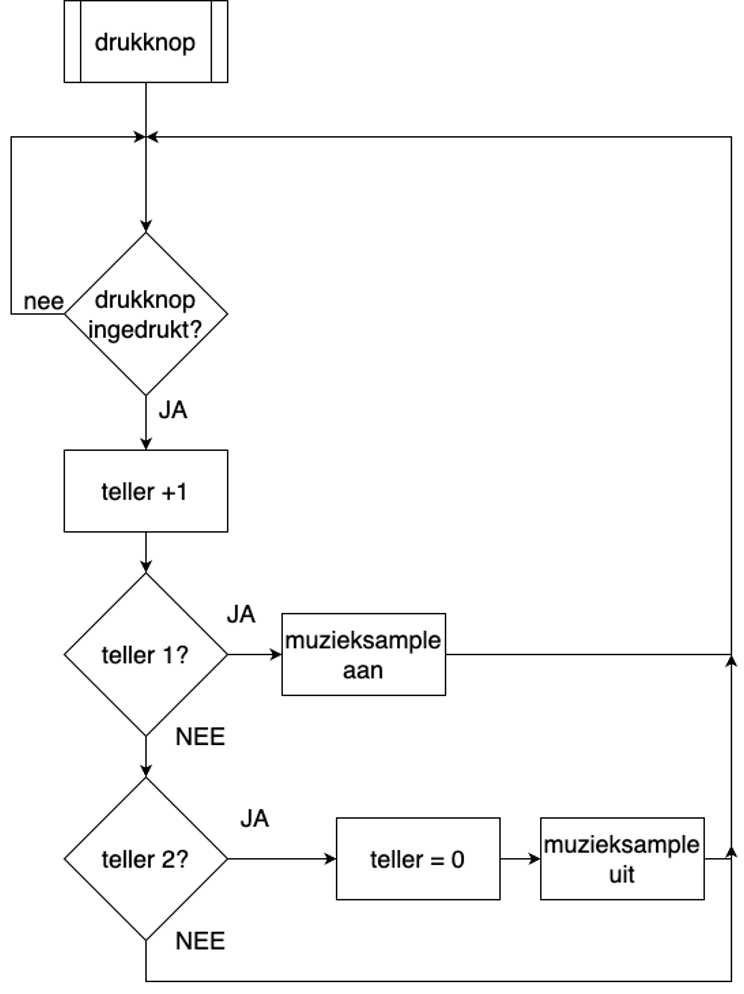 drukknop
nee
drukknop
ingedrukt?
JA
teller +1
teller 1?
JA
muzieksample
aan
NEE
teller 2?
JA
teller = 0
muzieksample
uit
NEE